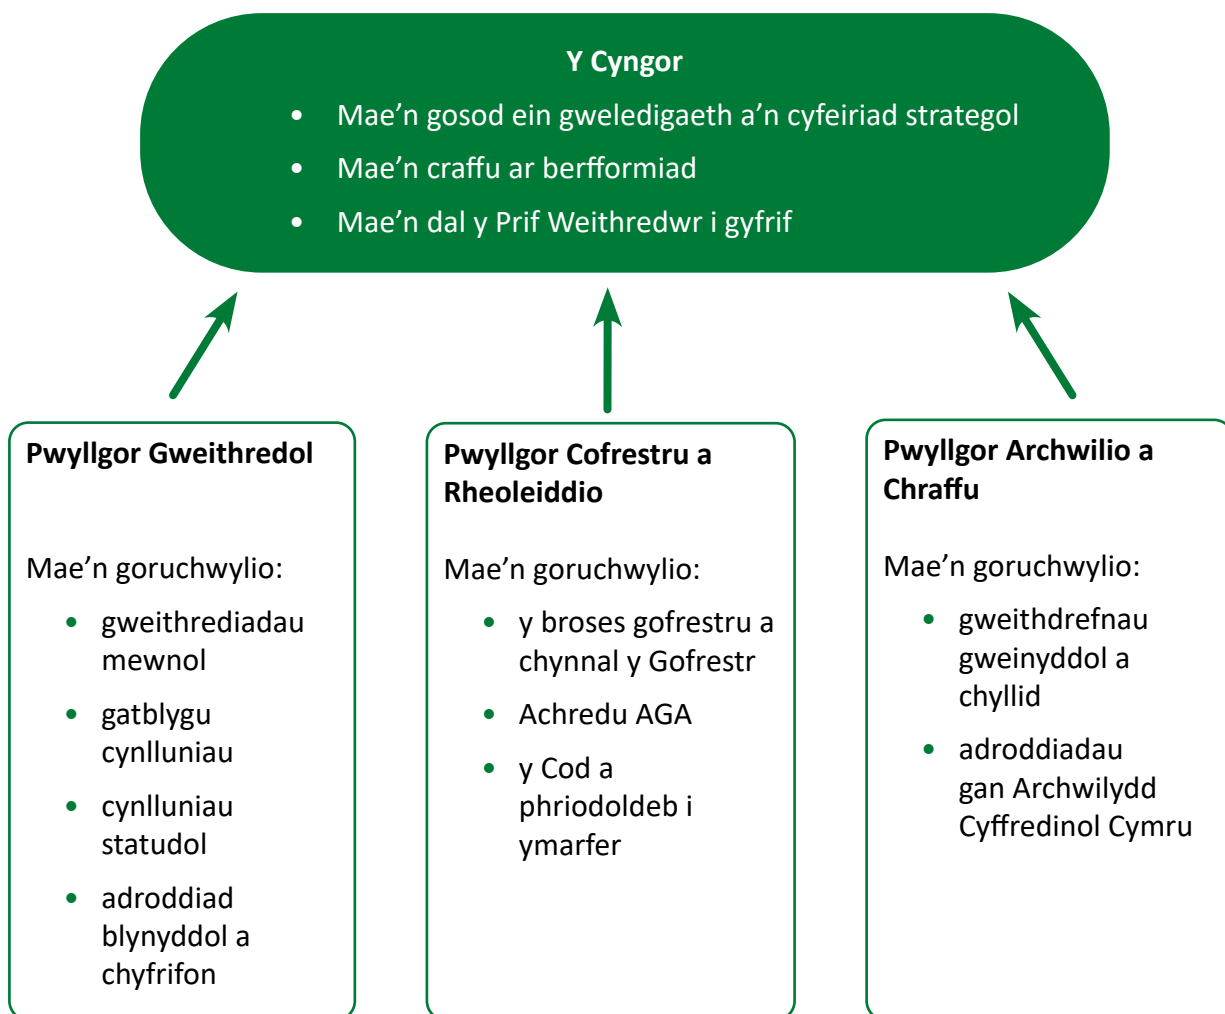 Y Cyngor
• Mae’n gosod ein gweledigaeth a’n cyfeiriad strategol
• Mae’n craffu ar berfformiad
• Mae’n dal y Prif Weithredwr i gyfrif
Pwyllgor Gweithredol
Mae’n goruchwylio:
• gweithrediadau
mewnol
• gatblygu
cynlluniau
• cynlluniau
statudol
• adroddiad
blynyddol a
chyfrifon
Pwyllgor Cofrestru a
Rheoleiddio
Mae’n goruchwylio:
• y broses gofrestru a
chynnal y Gofrestr
• Achredu AGA
• y Cod a
phriodoldeb i
ymarfer
Pwyllgor Archwilio a
Chraffu
Mae’n goruchwylio:
• gweithdrefnau
gweinyddol a
chyllid
• adroddiadau
gan Archwilydd
Cyffredinol Cymru